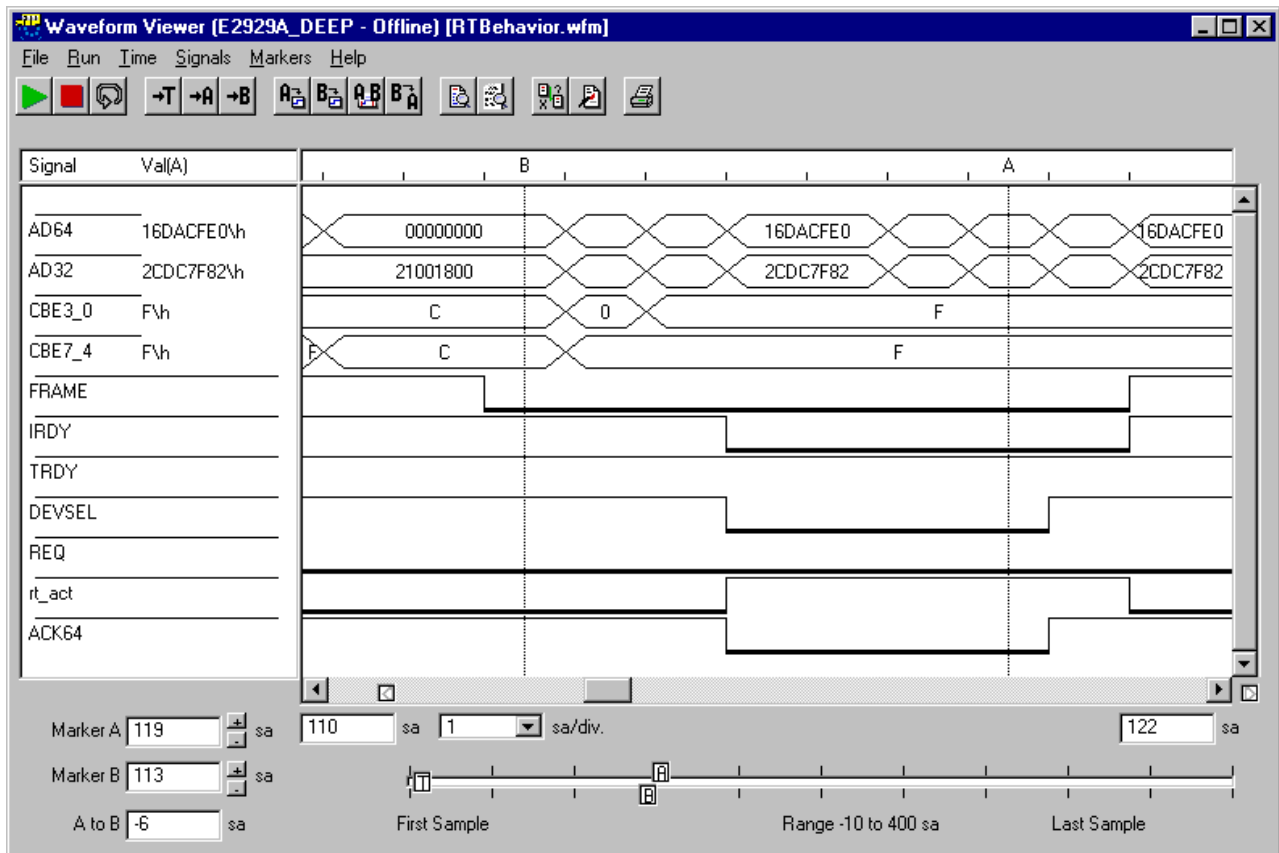 Waveform Viewer (E2929A_DEEP - Offline) [RTBehavior.wfm]
File Run Time Signals Markers Help
→T →A →B A B A B B A
Signal Val(A) B A
AD64 16DACFE0\h 00000000 16DACFE0 16DACFE0
AD32 2CDC7F82\h 21001800 2CDC7F82 2CDC7F82
CBE3_0 F\h C 0 F
CBE7_4 F\h F C F
FRAME
IRDY
TRDY
DEVSEL
REQ
rt_act
ACK64
Marker A 119 + - sa 110 sa 1 sa/div. 122 sa
Marker B 113 + - sa T A B
A to B -6 sa First Sample Range -10 to 400 sa Last Sample